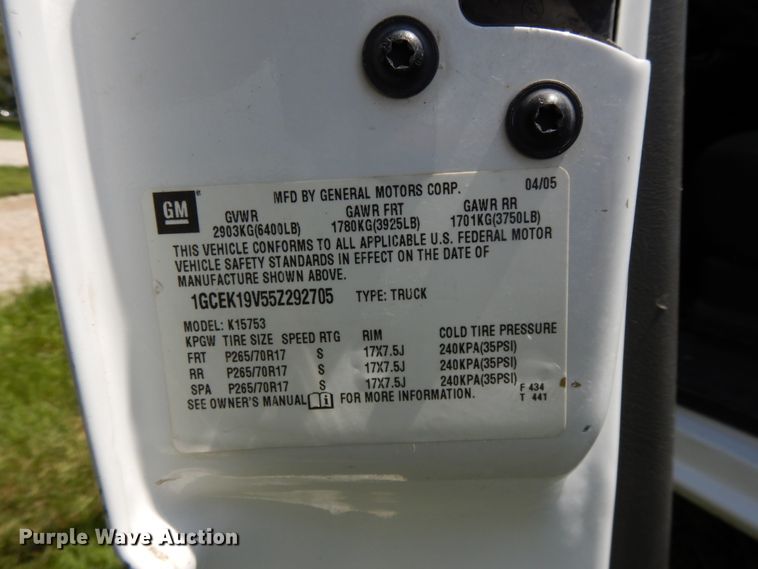 GM® MFD BY GENERAL MOTORS CORP. 04/05
GVWR GAWR FRT GAWR RR
2903KG(6400LB) 1780KG(3925LB) 1701KG(3750LB)
THIS VEHICLE CONFORMS TO ALL APPLICABLE U.S. FEDERAL MOTOR
VEHICLE SAFETY STANDARDS IN EFFECT ON THE DATE OF
MANUFACTURE SHOWN ABOVE.
1GCEK19V55Z292705 TYPE: TRUCK
MODEL: K15753
KPGW TIRE SIZE SPEED RTG RIM COLD TIRE PRESSURE
FRT P265/70R17 S 17X7.5J 240KPA(35PSI)
RR P265/70R17 S 17X7.5J 240KPA(35PSI)
SPA P265/70R17 S 17X7.5J 240KPA(35PSI)
SEE OWNER'S MANUAL FOR MORE INFORMATION.
F 434
T 441
Purple Wave Auction